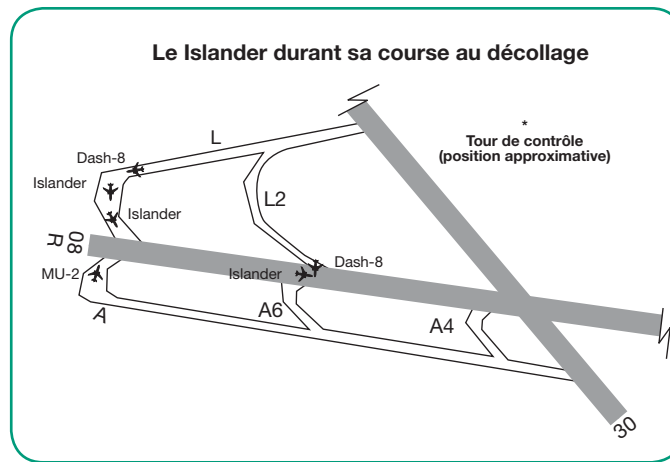 Le Islander durant sa course au décollage
*
Tour de contrôle
(position approximative)
L
Dash-8
Islander
Islander
L2
08
R
MU-2
Islander
Dash-8
A
A6
A4
30